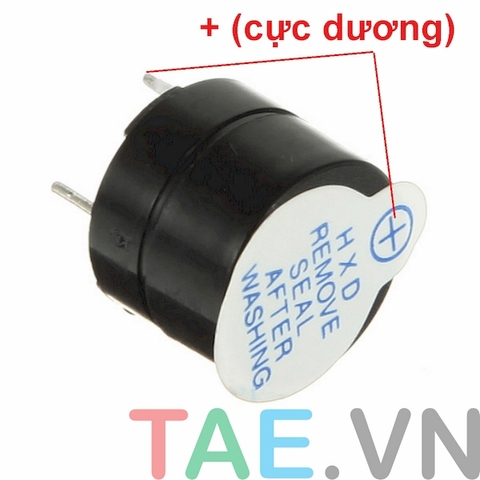 + (cực dương)
+
HXD
REMOVE
SEAL
AFTER
WASHING
TAE.VN